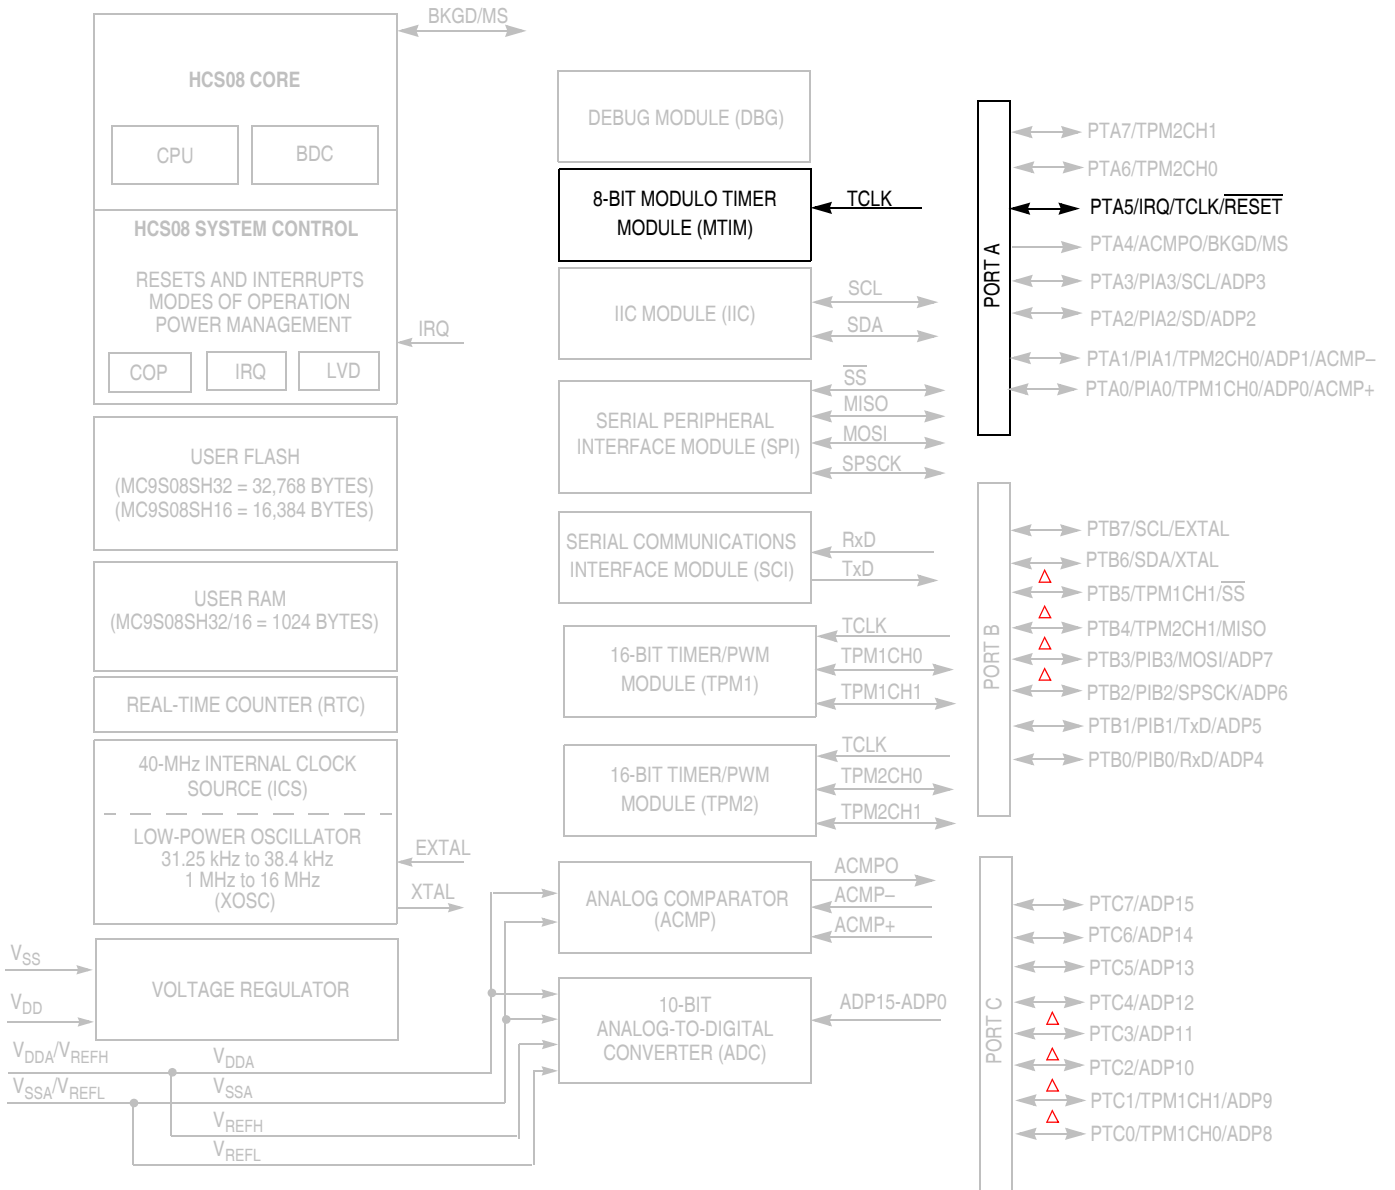 BKGD/MS
HCS08 CORE
CPU
BDC
HCS08 SYSTEM CONTROL
RESETS AND INTERRUPTS
MODES OF OPERATION
POWER MANAGEMENT
IRQ
COP
IRQ
LVD
USER FLASH
(MC9S08SH32 = 32,768 BYTES)
(MC9S08SH16 = 16,384 BYTES)
USER RAM
(MC9S08SH32/16 = 1024 BYTES)
REAL-TIME COUNTER (RTC)
40-MHz INTERNAL CLOCK
SOURCE (ICS)
LOW-POWER OSCILLATOR
31.25 kHz to 38.4 kHz
1 MHz to 16 MHz
(XOSC)
EXTAL
XTAL
VSS
VDD
VOLTAGE REGULATOR
VDDA/VREFH
VSSA/VREFL
VDDA
VSSA
VREFH
VREFL
DEBUG MODULE (DBG)
8-BIT MODULO TIMER
MODULE (MTIM)
TCLK
IIC MODULE (IIC)
SCL
SDA
SERIAL PERIPHERAL
INTERFACE MODULE (SPI)
SS
MISO
MOSI
SPSCK
SERIAL COMMUNICATIONS
INTERFACE MODULE (SCI)
RxD
TxD
16-BIT TIMER/PWM
MODULE (TPM1)
TCLK
TPM1CH0
TPM1CH1
16-BIT TIMER/PWM
MODULE (TPM2)
TCLK
TPM2CH0
TPM2CH1
ANALOG COMPARATOR
(ACMP)
ACMPO
ACMP–
ACMP+
10-BIT
ANALOG-TO-DIGITAL
CONVERTER (ADC)
ADP15-ADP0
PORT A
PTA7/TPM2CH1
PTA6/TPM2CH0
PTA5/IRQ/TCLK/RESET
PTA4/ACMPO/BKGD/MS
PTA3/PIA3/SCL/ADP3
PTA2/PIA2/SD/ADP2
PTA1/PIA1/TPM2CH0/ADP1/ACMP–
PTA0/PIA0/TPM1CH0/ADP0/ACMP+
PORT B
PTB7/SCL/EXTAL
PTB6/SDA/XTAL
PTB5/TPM1CH1/SS
PTB4/TPM2CH1/MISO
PTB3/PIB3/MOSI/ADP7
PTB2/PIB2/SPSCK/ADP6
PTB1/PIB1/TxD/ADP5
PTB0/PIB0/RxD/ADP4
PORT C
PTC7/ADP15
PTC6/ADP14
PTC5/ADP13
PTC4/ADP12
PTC3/ADP11
PTC2/ADP10
PTC1/TPM1CH1/ADP9
PTC0/TPM1CH0/ADP8